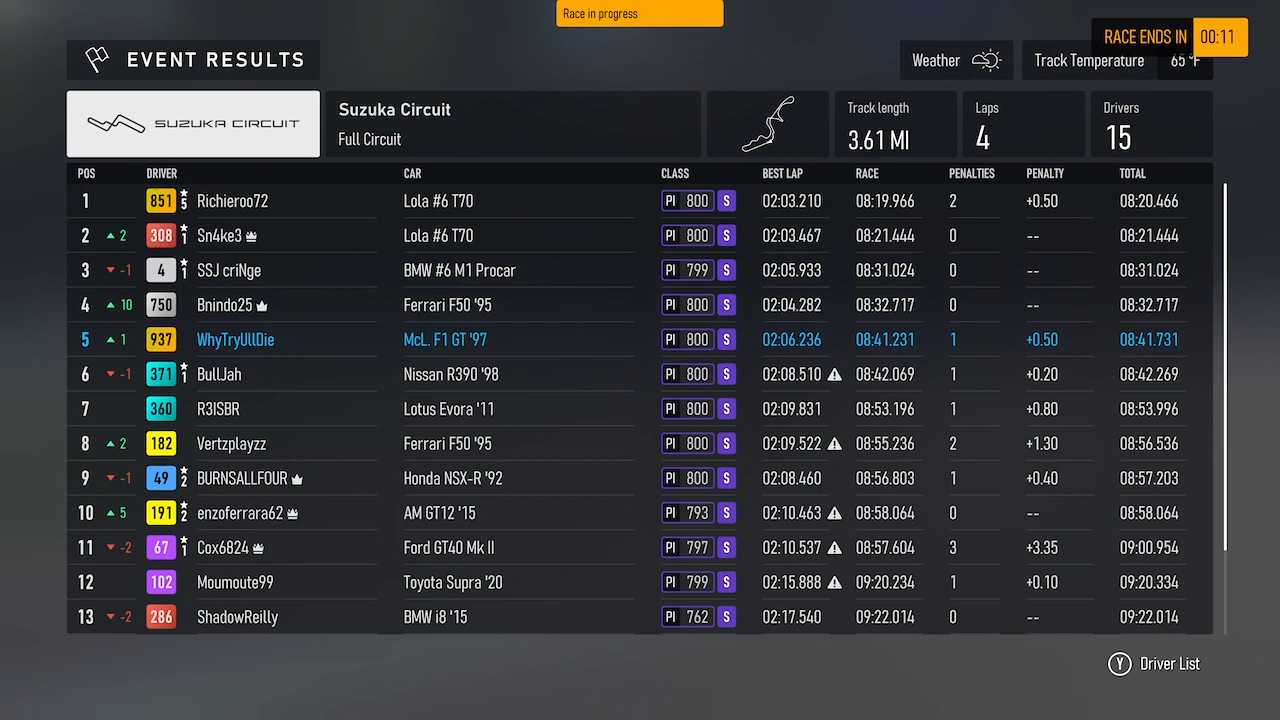 Race in progress
RACE ENDS IN 00:11
EVENT RESULTS
Weather
Track Temperature 65 °F
SUZUKA CIRCUIT
Suzuka Circuit
Full Circuit
Track length
3.61 MI
Laps
4
Drivers
15
POS DRIVER CAR CLASS BEST LAP RACE PENALTIES PENALTY TOTAL
1 851 5 Richieroo72 Lola #6 T70 PI 800 S 02:03.210 08:19.966 2 +0.50 08:20.466
2 2 308 1 Sn4ke3 Lola #6 T70 PI 800 S 02:03.467 08:21.444 0 -- 08:21.444
3 -1 4 1 SSJ criNge BMW #6 M1 Procar PI 799 S 02:05.933 08:31.024 0 -- 08:31.024
4 10 750 Bnindo25 Ferrari F50 '95 PI 800 S 02:04.282 08:32.717 0 -- 08:32.717
5 1 937 WhyTryUllDie McL. F1 GT '97 PI 800 S 02:06.236 08:41.231 1 +0.50 08:41.731
6 -1 371 1 BullJah Nissan R390 '98 PI 800 S 02:08.510 08:42.069 1 +0.20 08:42.269
7 360 R3ISBR Lotus Evora '11 PI 800 S 02:09.831 08:53.196 1 +0.80 08:53.996
8 2 182 Vertzplayzz Ferrari F50 '95 PI 800 S 02:09.522 08:55.236 2 +1.30 08:56.536
9 -1 49 2 BURNSALLFOUR Honda NSX-R '92 PI 800 S 02:08.460 08:56.803 1 +0.40 08:57.203
10 5 191 2 enzoferrara62 AM GT12 '15 PI 793 S 02:10.463 08:58.064 0 -- 08:58.064
11 -2 67 1 Cox6824 Ford GT40 Mk II PI 797 S 02:10.537 08:57.604 3 +3.35 09:00.954
12 102 Moumoute99 Toyota Supra '20 PI 799 S 02:15.888 09:20.234 1 +0.10 09:20.334
13 -2 286 ShadowReilly BMW i8 '15 PI 762 S 02:17.540 09:22.014 0 -- 09:22.014
Y Driver List